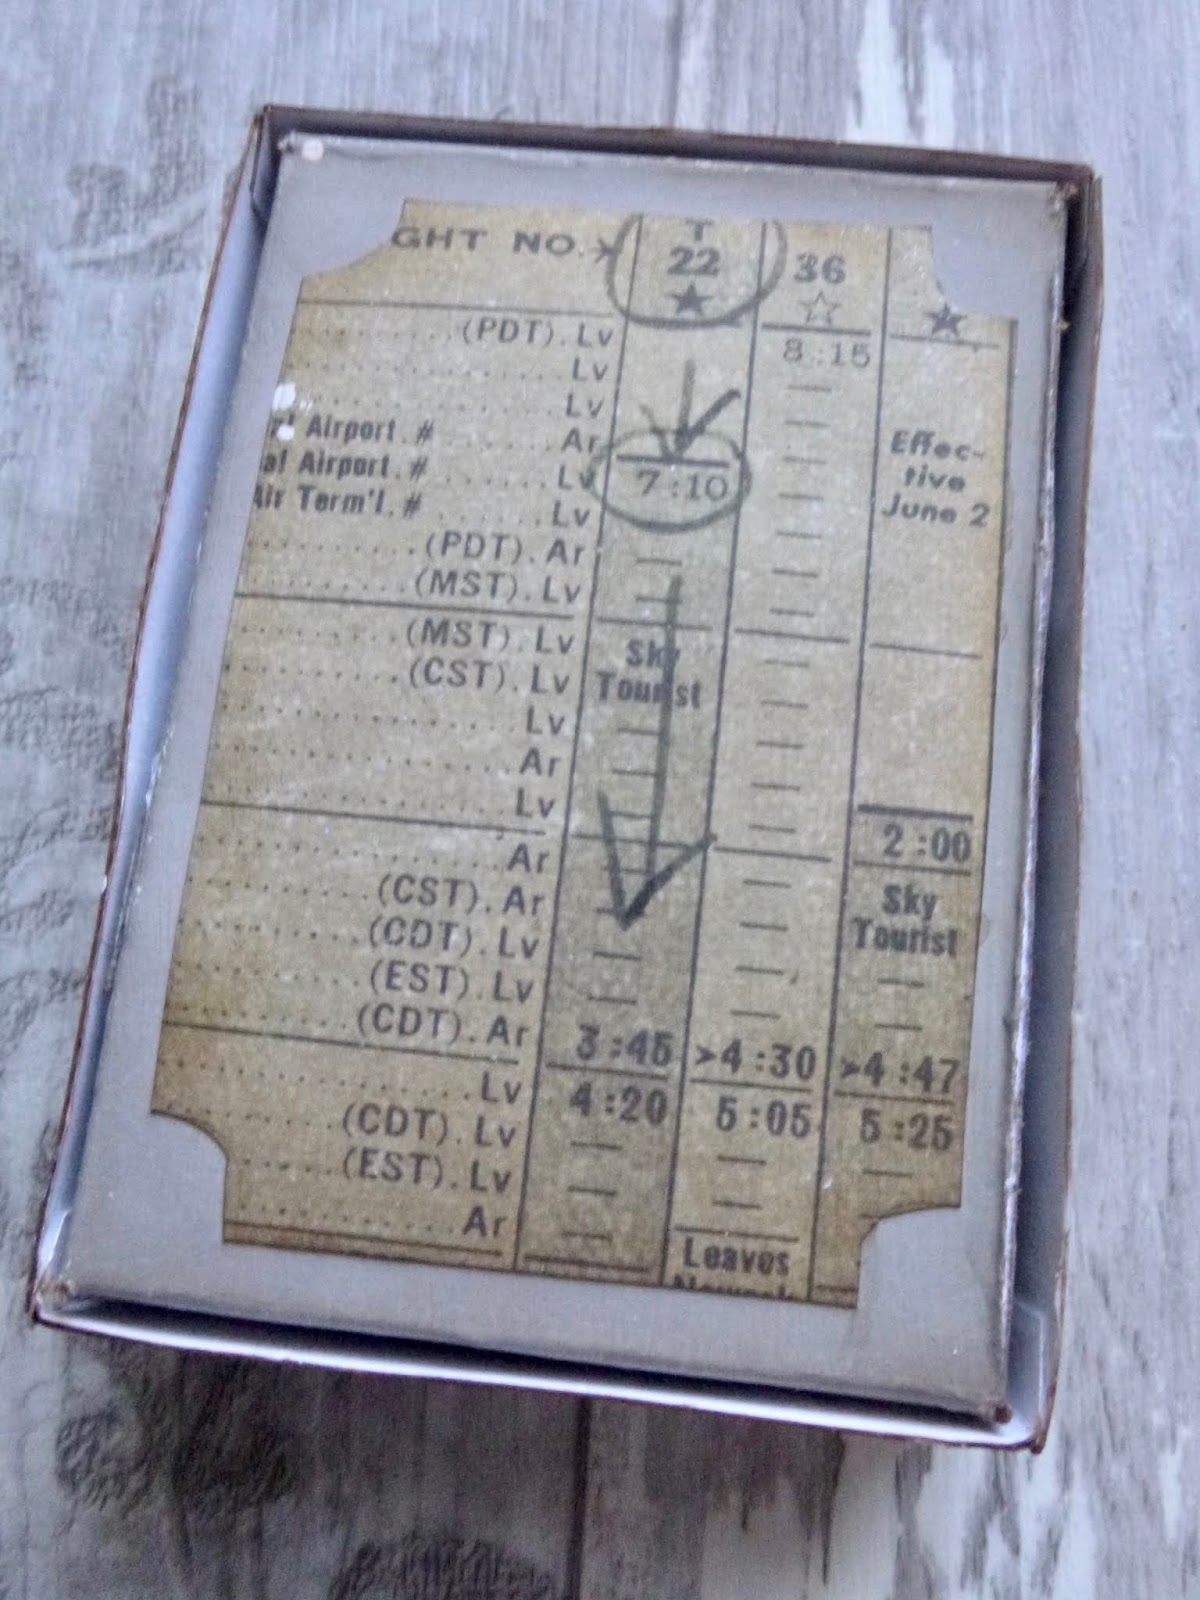 GHT NO. T
22 36
(PDT). Lv 8:15
Lv
Lv
Airport. # Ar
al Airport. # Lv 7:10
Air Term'l. # Lv
(PDT). Ar
(MST). Lv
Effec-
tive
June 2
(MST). Lv Sky
(CST). Lv Tourist
Lv
Ar
Lv 2:00
Ar
(CST). Ar Sky
(CDT). Lv Tourist
(EST). Lv
(CDT). Ar 3:45 >4:30 >4:47
Lv 4:20 5:05 5:25
(CDT). Lv
(EST). Lv
Ar
Leaves